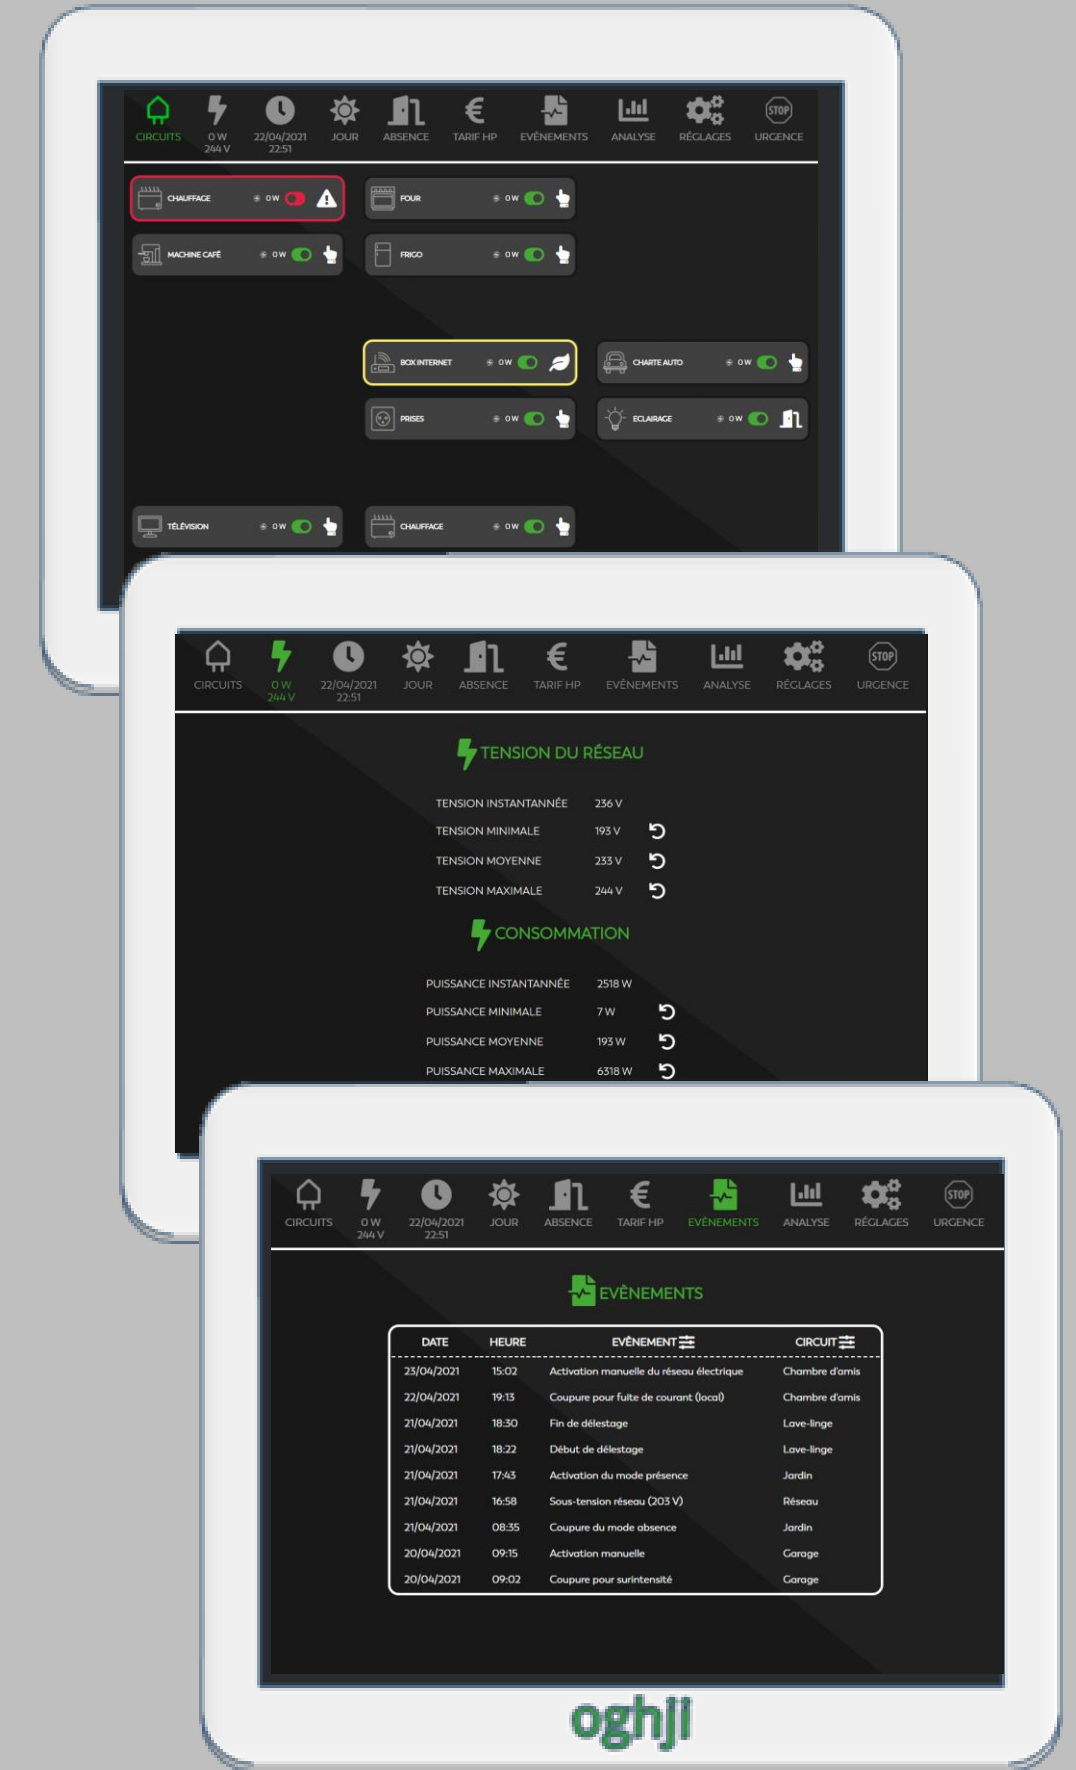 CIRCUITS
0 W
244 V
22/04/2021
22:51
JOUR
ABSENCE
€
TARIF HP
EVÈNEMENTS
ANALYSE
RÉGLAGES
STOP
URGENCE
CHAUFFAGE 0 W
FOUR 0 W
MACHINE CAFÉ 0 W
FRIGO 0 W
BOX INTERNET 0 W
CHARTE AUTO 0 W
PRISES 0 W
ECLAIRAGE 0 W
TÉLÉVISION 0 W
CHAUFFAGE 0 W
CIRCUITS
0 W
244 V
22/04/2021
22:51
JOUR
ABSENCE
€
TARIF HP
EVÈNEMENTS
ANALYSE
RÉGLAGES
STOP
URGENCE
TENSION DU RÉSEAU
TENSION INSTANTANNÉE 236 V
TENSION MINIMALE 193 V
TENSION MOYENNE 233 V
TENSION MAXIMALE 244 V
CONSOMMATION
PUISSANCE INSTANTANNÉE 2518 W
PUISSANCE MINIMALE 7 W
PUISSANCE MOYENNE 193 W
PUISSANCE MAXIMALE 6318 W
CIRCUITS
0 W
244 V
22/04/2021
22:51
JOUR
ABSENCE
€
TARIF HP
EVÈNEMENTS
ANALYSE
RÉGLAGES
STOP
URGENCE
EVÈNEMENTS
DATE HEURE EVÈNEMENT CIRCUIT
23/04/2021 15:02 Activation manuelle du réseau électrique Chambre d'amis
22/04/2021 19:13 Coupure pour fuite de courant (local) Chambre d'amis
21/04/2021 18:30 Fin de délestage Lave-linge
21/04/2021 18:22 Début de délestage Lave-linge
21/04/2021 17:43 Activation du mode présence Jardin
21/04/2021 16:58 Sous-tension réseau (203 V) Réseau
21/04/2021 08:35 Coupure du mode absence Jardin
20/04/2021 09:15 Activation manuelle Garage
20/04/2021 09:02 Coupure pour surintensité Garage
oghji